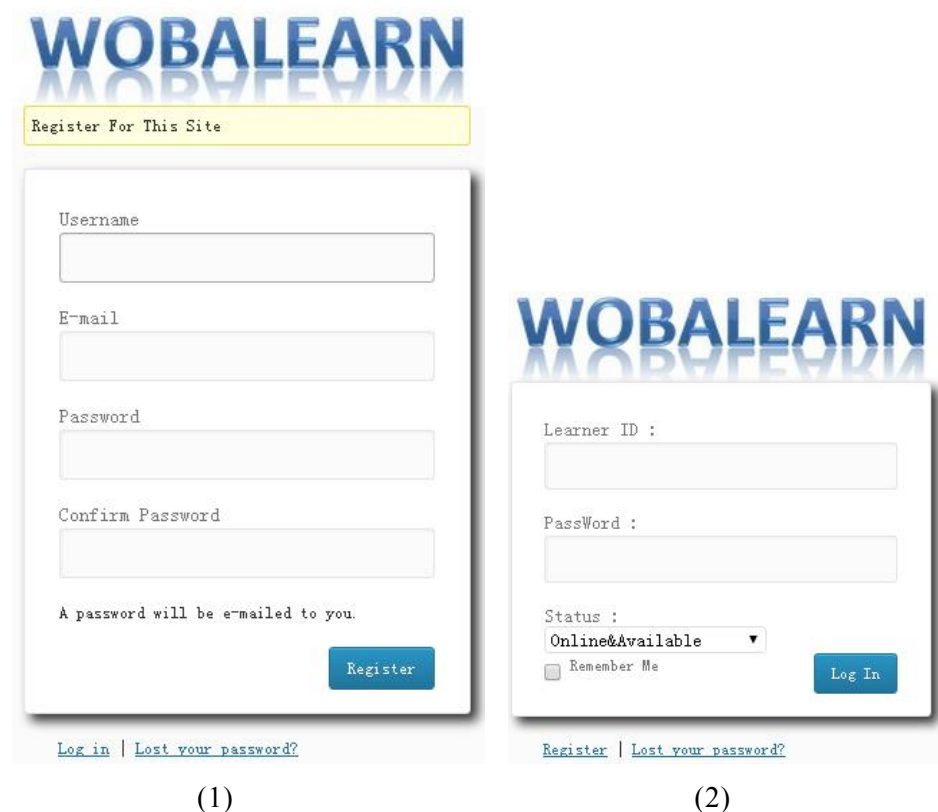 WOBALEARN
Register For This Site
Username
E-mail
Password
Confirm Password
A password will be e-mailed to you.
Register
Log in | Lost your password?
(1)
WOBALEARN
Learner ID :
PassWord :
Status :
Online&Available
Remember Me
Log In
Register | Lost your password?
(2)